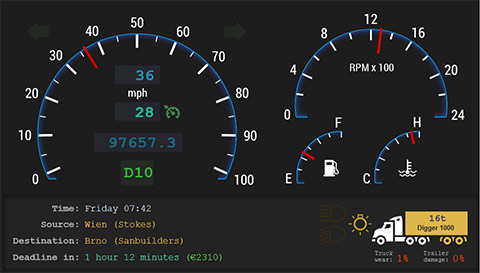 0
10
20
30
40
50
60
70
80
90
100
36
mph
28
97657.3
D10
0
4
8
12
16
20
24
RPM x 100
E
F
C
H
Time: Friday 07:42
Source: Wien (Stokes)
Destination: Brno (Sanbuilders)
Deadline in: 1 hour 12 minutes (€2310)
16t
Digger 1000
Truck wear: 1%
Trailer damage: 0%